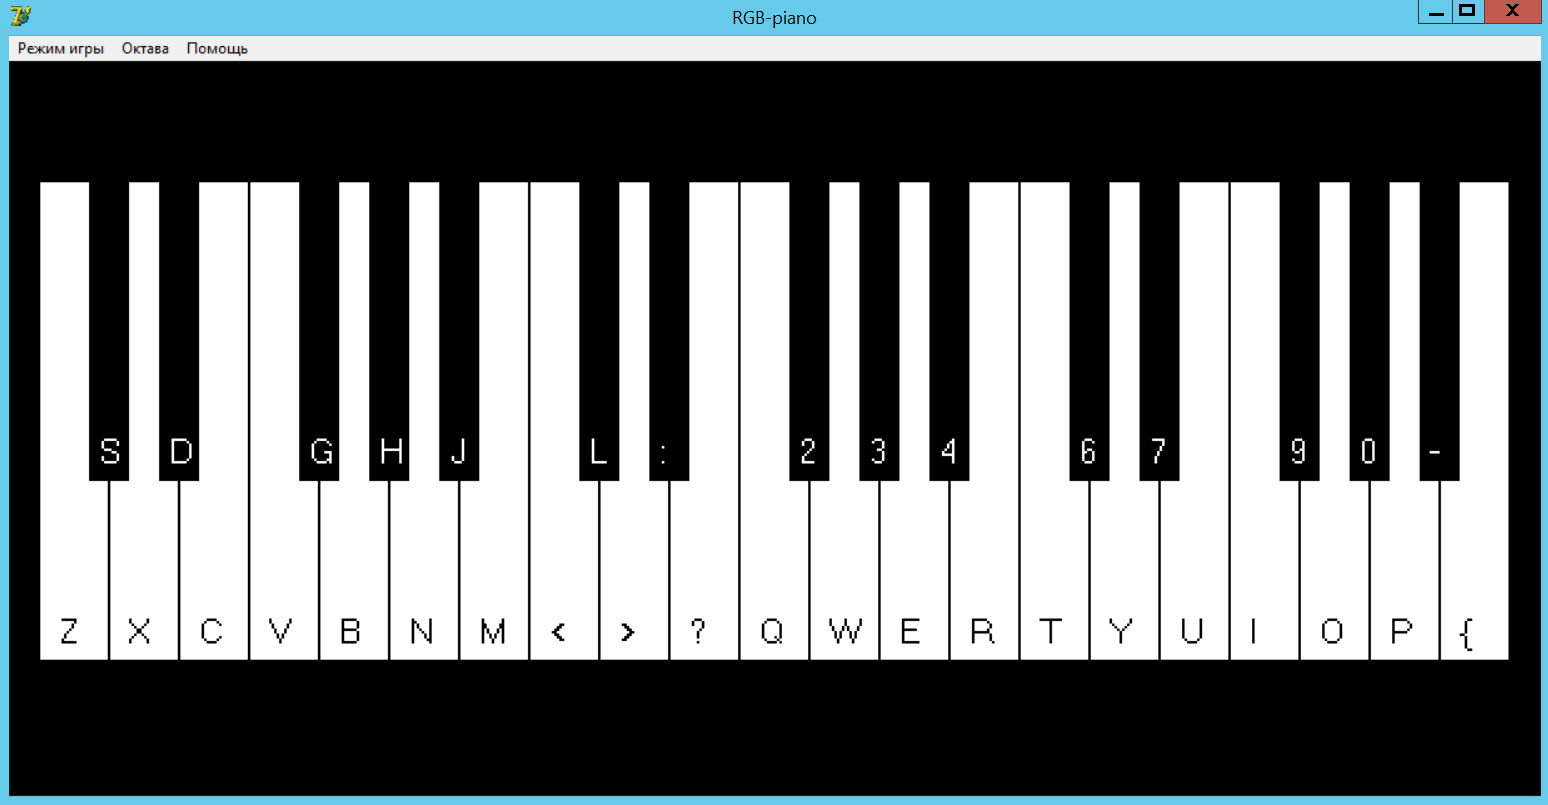 RGB-piano
Режим игры Октава Помощь
S D G H J L : 2 3 4 6 7 9 0 -
Z X C V B N M < > ? Q W E R T Y U I O P {